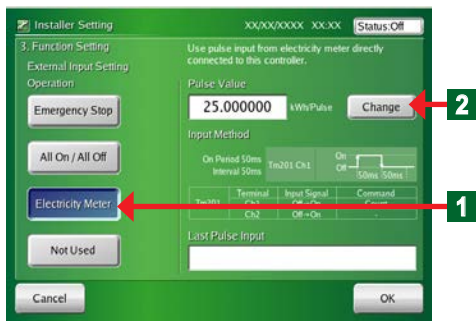 Installer Setting
XX/XX/XXXX XX:XX
Status:Off
3. Function Setting
External Input Setting
Operation
Emergency Stop
All On / All Off
Electricity Meter
Not Used
Use pulse input from electricity meter directly
connected to this controller.
Pulse Value
25.000000 kWh/Pulse
Change
2
Input Method
On Period 50ms
Interval 50ms
Tm201 Ch1
On
Off
50ms 50ms
Terminal Input Signal Command
Tm201 Ch1 Off→On Count
Ch2 Off→On -
1
Last Pulse Input
Cancel
OK